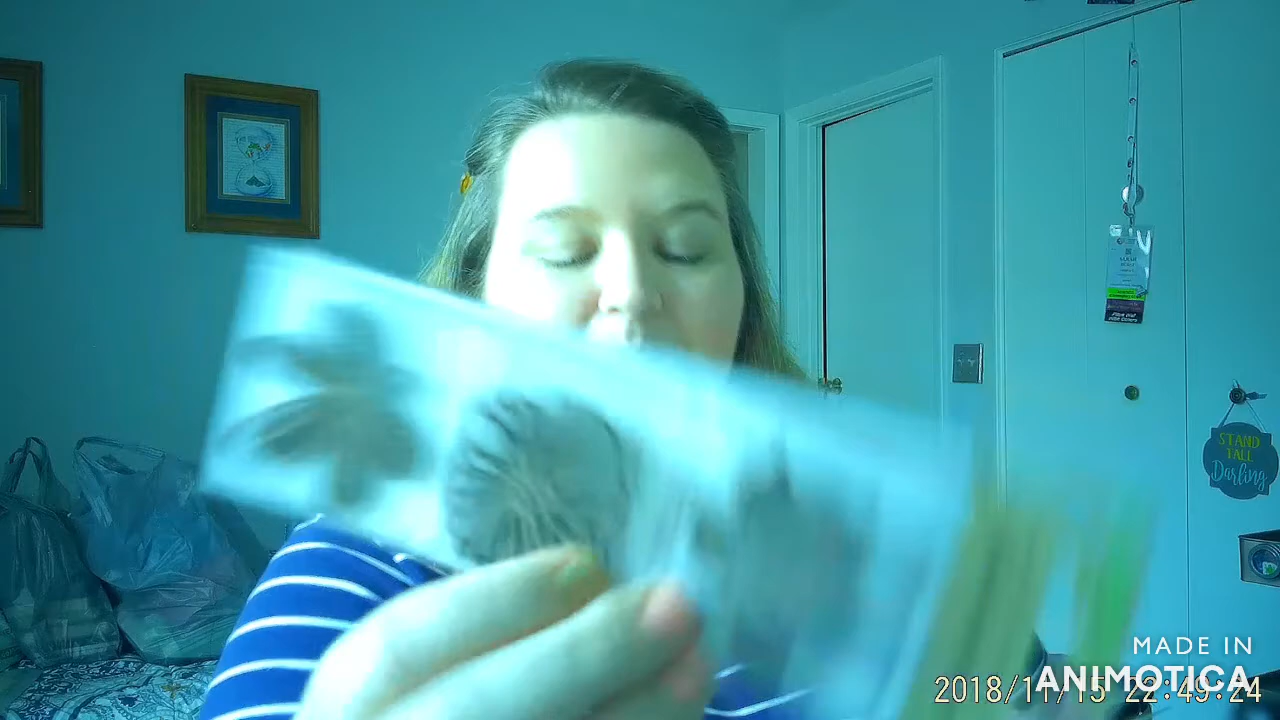 STAND
TALL
Darling
MADE IN
ANIMOTICA
2018/11/15 22:49:24